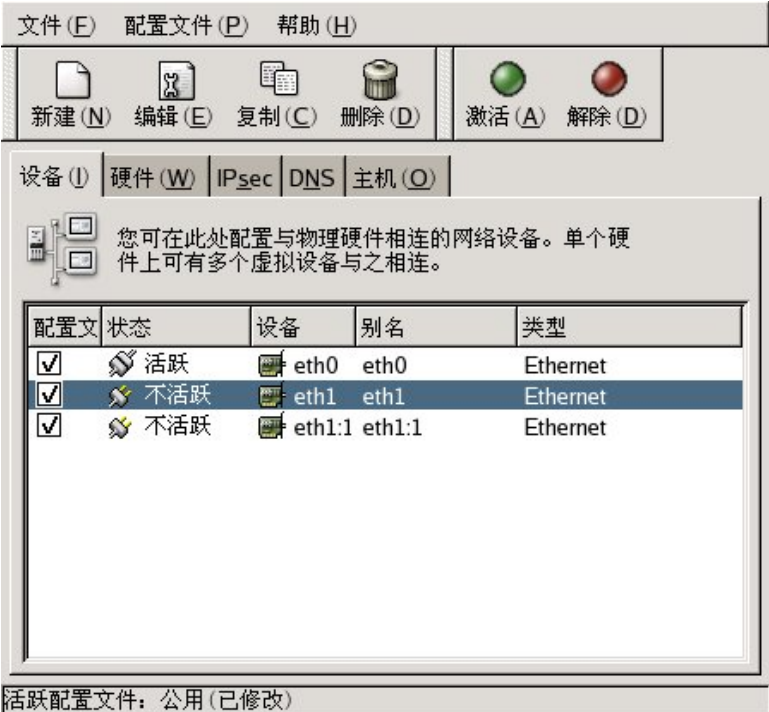 文件(F) 配置文件(P) 帮助(H)
新建(N) 编辑(E) 复制(C) 删除(D) 激活(A) 解除(D)
设备(I) 硬件(W) IPsec DNS 主机(O)
您可在此处配置与物理硬件相连的网络设备。单个硬
件上可有多个虚拟设备与之相连。
配置文 状态 设备 别名 类型
活跃 eth0 eth0 Ethernet
不活跃 eth1 eth1 Ethernet
不活跃 eth1:1 eth1:1 Ethernet
活跃配置文件: 公用(已修改)